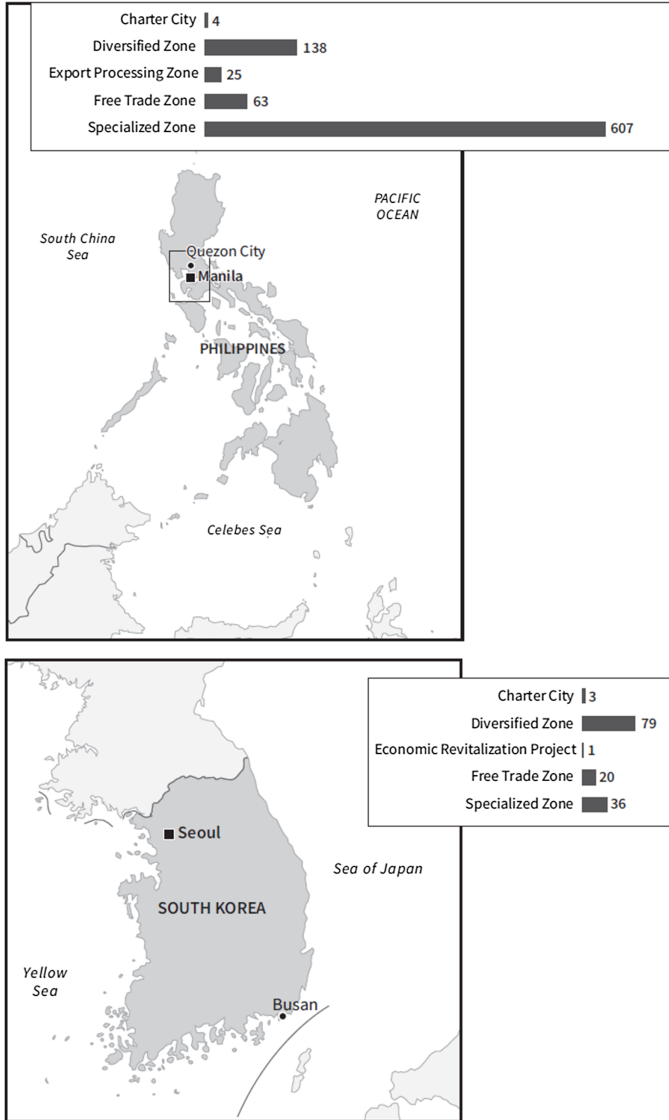 Charter City 4
Diversified Zone 138
Export Processing Zone 25
Free Trade Zone 63
Specialized Zone 607
PACIFIC
OCEAN
South China
Sea
Quezon City
Manila
PHILIPPINES
Celebes Sea
Charter City 3
Diversified Zone 79
Economic Revitalization Project 1
Free Trade Zone 20
Specialized Zone 36
Seoul
Sea of Japan
SOUTH KOREA
Yellow
Sea
Busan